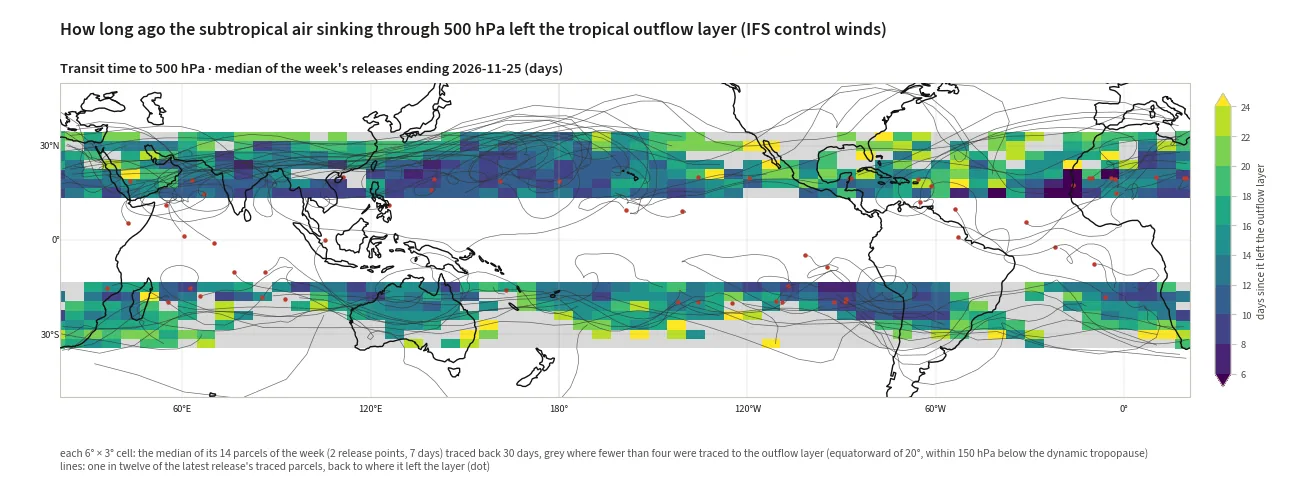 How long ago the subtropical air sinking through 500 hPa left the tropical outflow layer (IFS control winds)
Transit time to 500 hPa · median of the week's releases ending 2026-11-25 (days)
30°N
0°
30°S
60°E
120°E
180°
120°W
60°W
0°
24
22
20
18
16
14
12
10
8
6
days since it left the outflow layer
each 6° × 3° cell: the median of its 14 parcels of the week (2 release points, 7 days) traced back 30 days, grey where fewer than four were traced to the outflow layer (equatorward of 20°, within 150 hPa below the dynamic tropopause)
lines: one in twelve of the latest release's traced parcels, back to where it left the layer (dot)